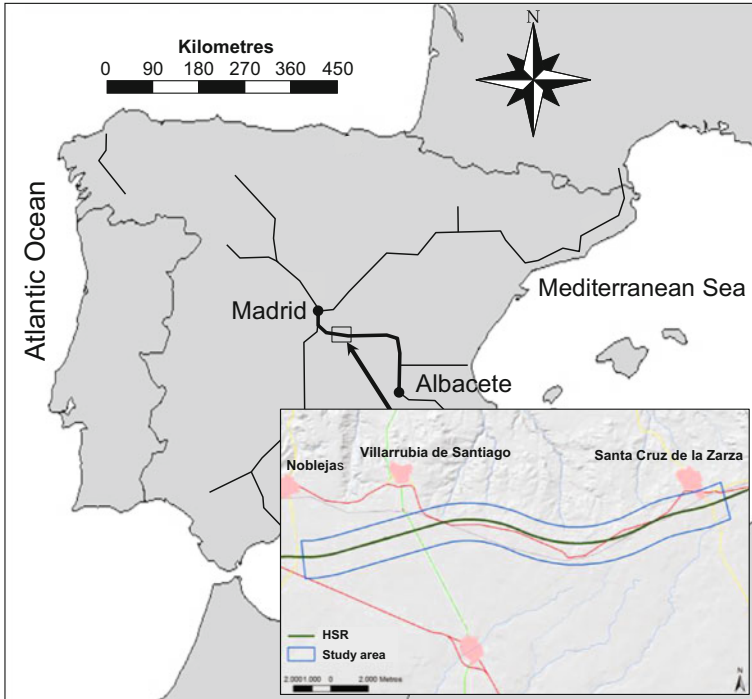 N
Kilometres
0 90 180 270 360 450
Atlantic Ocean
Mediterranean Sea
Madrid
Albacete
Villarrubia de Santiago
Santa Cruz de la Zarza
Noblejas
HSR
Study area
2.0001.000 0 2.000 Metres
N